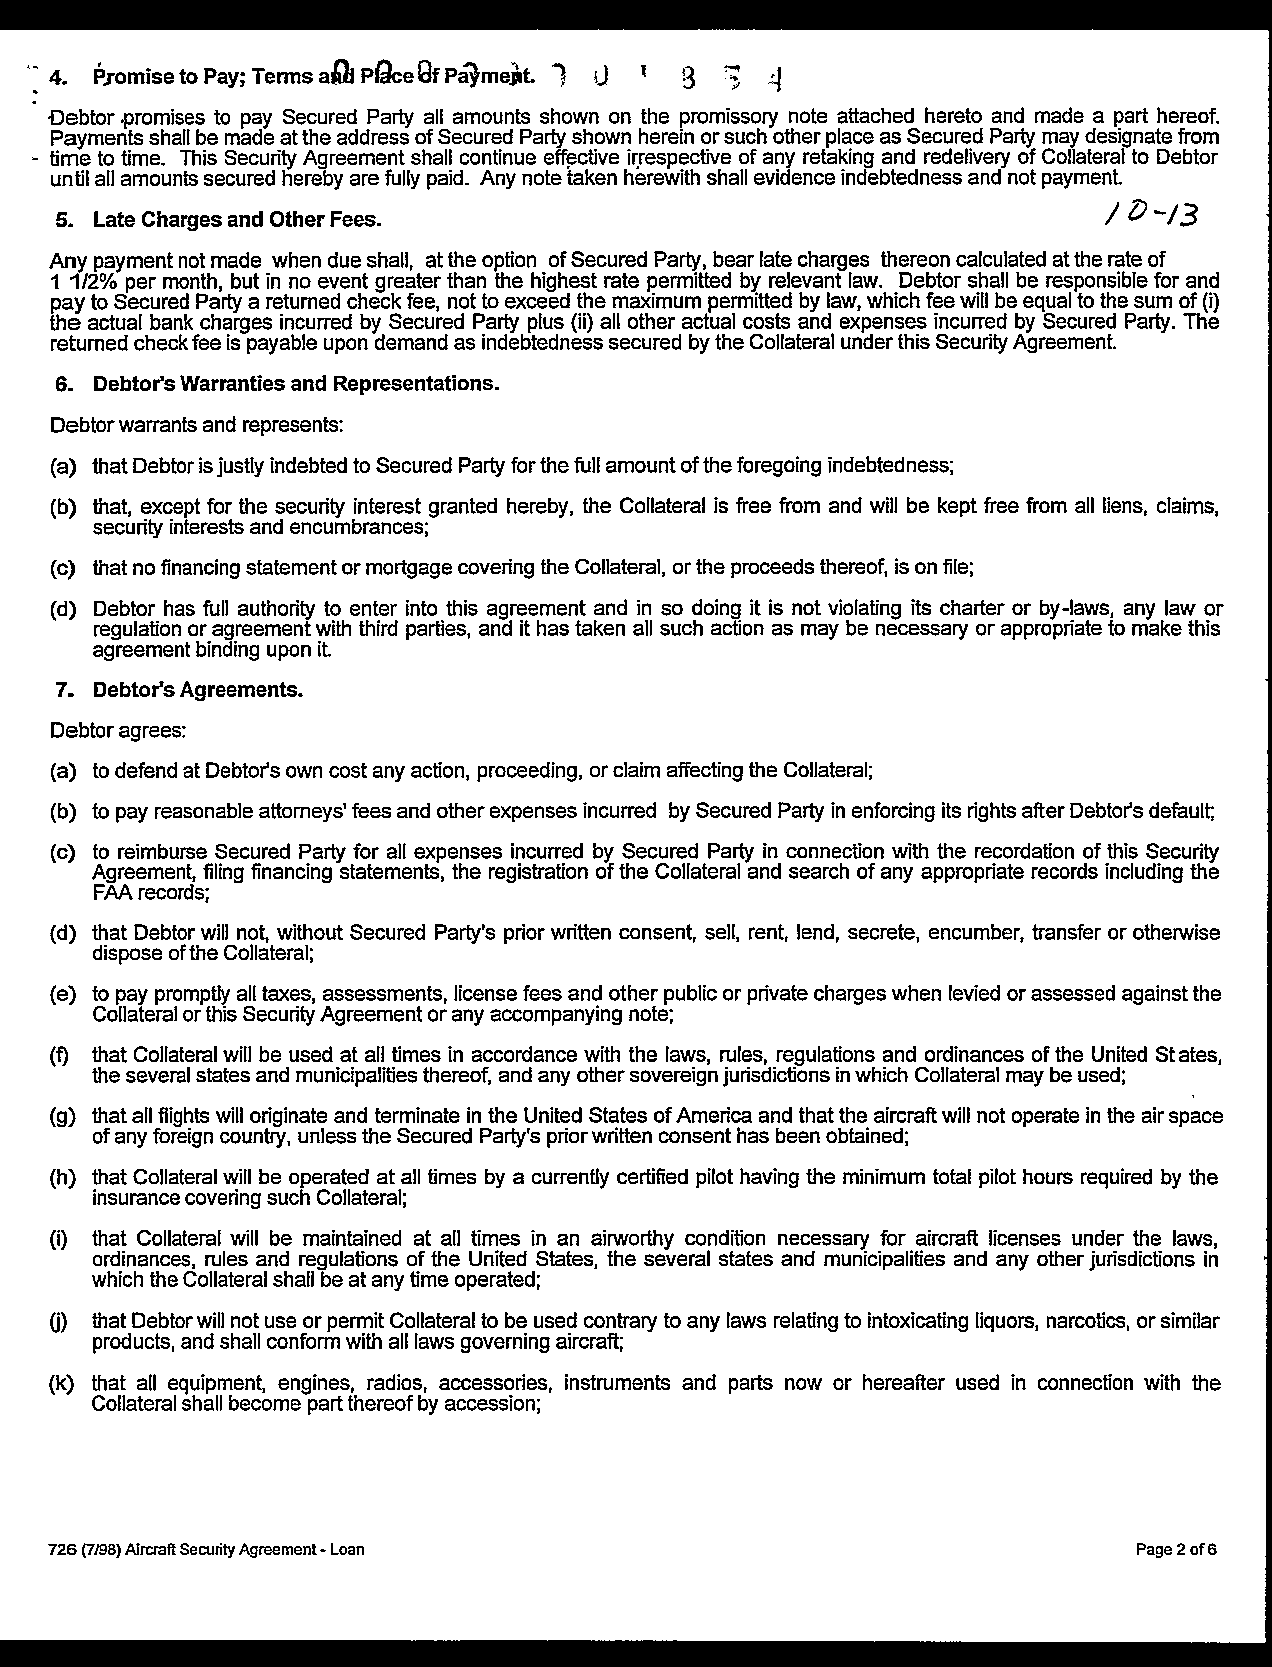 4. Promise to Pay; Terms and Place of Payment.
Debtor promises to pay Secured Party all amounts shown on the promissory note attached hereto and made a part hereof.
Payments shall be made at the address of Secured Party shown herein or such other place as Secured Party may designate from
- time to time. This Security Agreement shall continue effective irrespective of any retaking and redelivery of Collateral to Debtor
until all amounts secured hereby are fully paid. Any note taken herewith shall evidence indebtedness and not payment.
5. Late Charges and Other Fees.
10-13
Any payment not made when due shall, at the option of Secured Party, bear late charges thereon calculated at the rate of
1 1/2% per month, but in no event greater than the highest rate permitted by relevant law. Debtor shall be responsible for and
pay to Secured Party a returned check fee, not to exceed the maximum permitted by law, which fee will be equal to the sum of (i)
the actual bank charges incurred by Secured Party plus (ii) all other actual costs and expenses incurred by Secured Party. The
returned check fee is payable upon demand as indebtedness secured by the Collateral under this Security Agreement.
6. Debtor's Warranties and Representations.
Debtor warrants and represents:
(a) that Debtor is justly indebted to Secured Party for the full amount of the foregoing indebtedness;
(b) that, except for the security interest granted hereby, the Collateral is free from and will be kept free from all liens, claims,
security interests and encumbrances;
(c) that no financing statement or mortgage covering the Collateral, or the proceeds thereof, is on file;
(d) Debtor has full authority to enter into this agreement and in so doing it is not violating its charter or by-laws, any law or
regulation or agreement with third parties, and it has taken all such action as may be necessary or appropriate to make this
agreement binding upon it.
7. Debtor's Agreements.
Debtor agrees:
(a) to defend at Debtor's own cost any action, proceeding, or claim affecting the Collateral;
(b) to pay reasonable attorneys' fees and other expenses incurred by Secured Party in enforcing its rights after Debtor's default;
(c) to reimburse Secured Party for all expenses incurred by Secured Party in connection with the recordation of this Security
Agreement, filing financing statements, the registration of the Collateral and search of any appropriate records including the
FAA records;
(d) that Debtor will not, without Secured Party's prior written consent, sell, rent, lend, secrete, encumber, transfer or otherwise
dispose of the Collateral;
(e) to pay promptly all taxes, assessments, license fees and other public or private charges when levied or assessed against the
Collateral or this Security Agreement or any accompanying note;
(f) that Collateral will be used at all times in accordance with the laws, rules, regulations and ordinances of the United States,
the several states and municipalities thereof, and any other sovereign jurisdictions in which Collateral may be used;
(g) that all flights will originate and terminate in the United States of America and that the aircraft will not operate in the air space
of any foreign country, unless the Secured Party's prior written consent has been obtained;
(h) that Collateral will be operated at all times by a currently certified pilot having the minimum total pilot hours required by the
insurance covering such Collateral;
(i) that Collateral will be maintained at all times in an airworthy condition necessary for aircraft licenses under the laws,
ordinances, rules and regulations of the United States, the several states and municipalities and any other jurisdictions in
which the Collateral shall be at any time operated;
(j) that Debtor will not use or permit Collateral to be used contrary to any laws relating to intoxicating liquors, narcotics, or similar
products, and shall conform with all laws governing aircraft;
(k) that all equipment, engines, radios, accessories, instruments and parts now or hereafter used in connection with the
Collateral shall become part thereof by accession;
726 (7/98) Aircraft Security Agreement - Loan
Page 2 of 6